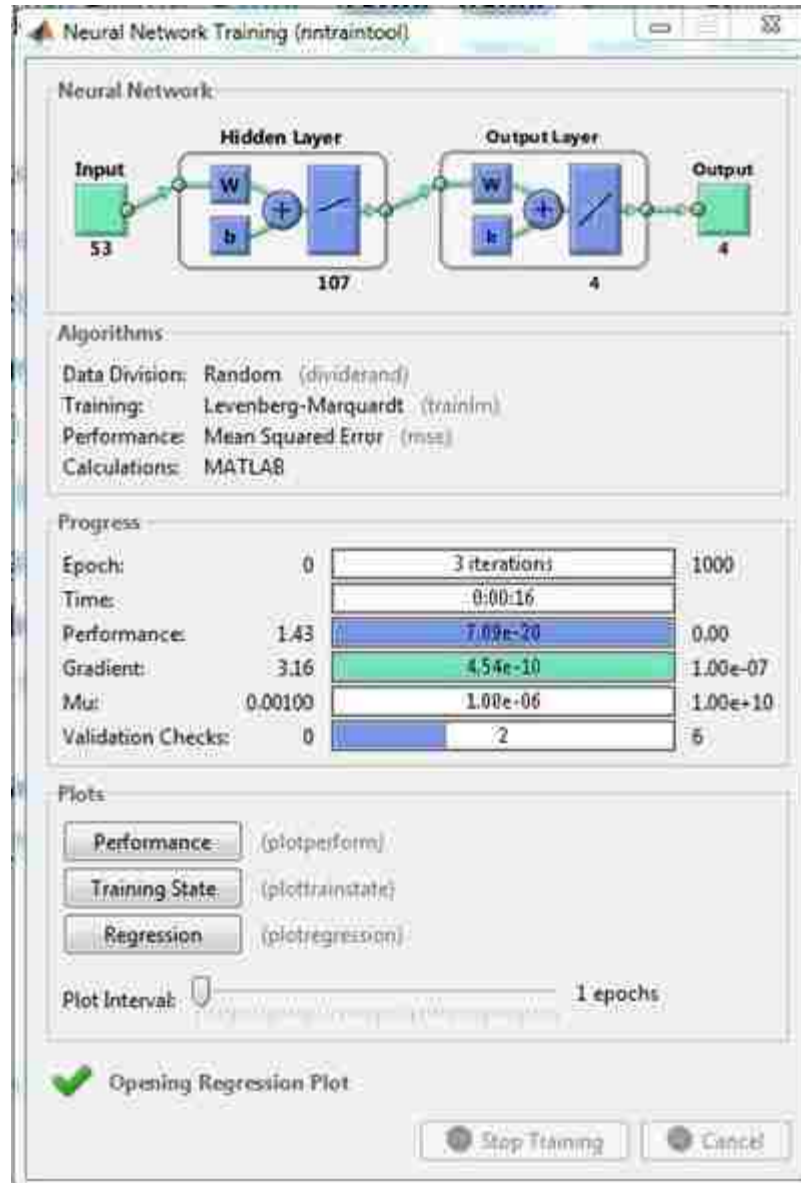 Neural Network Training (nntraintool)
Neural Network
Hidden Layer
Output Layer
Input
Output
W
b
+
W
b
+
53
107
4
4
Algorithms
Data Division: Random (dividerand)
Training: Levenberg-Marquardt (trainlm)
Performance: Mean Squared Error (mse)
Calculations: MATLAB
Progress
Epoch: 0 3 iterations 1000
Time: 0:00:16
Performance: 1.43 7.09e-20 0.00
Gradient: 3.16 4.54e-10 1.00e-07
Mu: 0.00100 1.00e-06 1.00e+10
Validation Checks: 0 2 6
Plots
Performance (plotperform)
Training State (plottrainstate)
Regression (plotregression)
Plot Interval: 1 epochs
Opening Regression Plot
Stop Training
Cancel